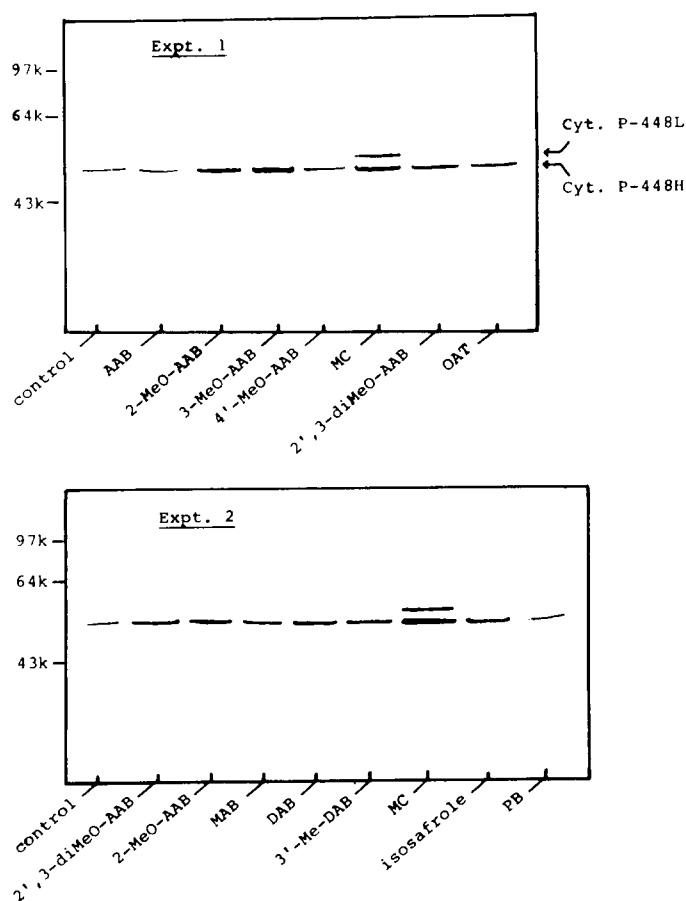 Expt. 1
97k
64k
43k
Cyt. P-448L
Cyt. P-448H
control
AAB
2-MeO-AAB
3-MeO-AAB
4'-MeO-AAB
MC
2',3-diMeO-AAB
OAT
Expt. 2
97k
64k
43k
control
2',3-diMeO-AAB
2-MeO-AAB
MAB
DAB
3'-Me-DAB
MC
isosafrole
PB